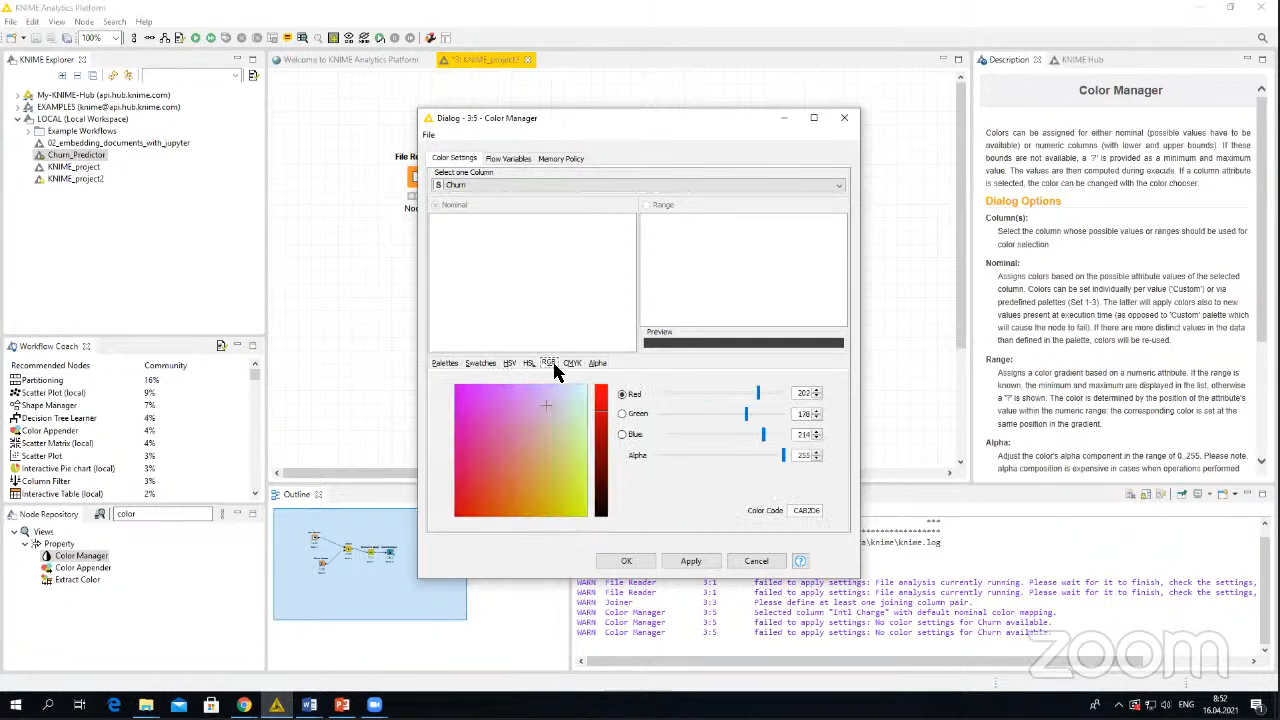 KNIME Analytics Platform
File Edit View Node Search Help
100%
KNIME Explorer
My-KNIME-Hub (api.hub.knime.com)
EXAMPLES (knime@api.hub.knime.com)
LOCAL (Local Workspace)
Example Workflows
02_embedding_documents_with_jupyter
Churn_Predictor
KNIME_project
KNIME_project2
Workflow Coach
Recommended Nodes Community
Partitioning 16%
Scatter Plot (local) 9%
Shape Manager 7%
Decision Tree Learner 4%
Color Appender 4%
Scatter Matrix (local) 4%
Scatter Plot 3%
Interactive Pie chart (local) 3%
Column Filter 3%
Interactive Table (local) 2%
Node Repository
color
Views
Property
Color Manager
Color Appender
Extract Color
Welcome to KNIME Analytics Platform
*3: KNIME_project2
File Re
No
Outline
Dialog - 3:5 - Color Manager
File
Color Settings Flow Variables Memory Policy
Select one Column
S Churn
Nominal
Range
Preview
Palettes Swatches HSV HSL RGB CMYK Alpha
Red 202
Green 178
Blue 214
Alpha 255
Color Code CAB2D6
OK Apply Cancel
Description
KNIME Hub
Color Manager
Colors can be assigned for either nominal (possible values have to be
available) or numeric columns (with lower and upper bounds). If these
bounds are not available, a '?' is provided as a minimum and maximum
value. The values are then computed during execute. If a column attribute
is selected, the color can be changed with the color chooser.
Dialog Options
Column(s):
Select the column whose possible values or ranges should be used for
color selection
Nominal:
Assigns colors based on the possible attribute values of the selected
column. Colors can be set individually per value ('Custom') or via
predefined palettes (Set 1-3). The latter will apply colors also to new
values present at execution time (as opposed to 'Custom' palette which
will cause the node to fail). If there are more distinct values in the data
than defined in the palette, colors will be re-used.
Range:
Assigns a color gradient based on a numeric attribute. If the range is
known, the minimum and maximum are displayed in the list, otherwise
a "?" is shown. The color is determined by the position of the attribute's
value within the numeric range: the corresponding color is set at the
same position in the gradient.
Alpha:
Adjust the color's alpha component in the range of 0..255. Please note,
alpha composition is expensive in cases when operations performed
***
*************************************
a\knime\knime.log
WARN File Reader 3:1 failed to apply settings: File analysis currently running. Please wait for it to finish, check the settings,
WARN File Reader 3:1 failed to apply settings: File analysis currently running. Please wait for it to finish, check the settings,
WARN Joiner 3:3 Please define at least one joining column pair.
WARN Color Manager 3:5 Selected column "Intl Charge" with default nominal color mapping.
WARN Color Manager 3:5 failed to apply settings: No color settings for Churn available.
WARN Color Manager 3:5 failed to apply settings: No color settings for Churn available.
zoom
ENG
8:52
16.04.2021